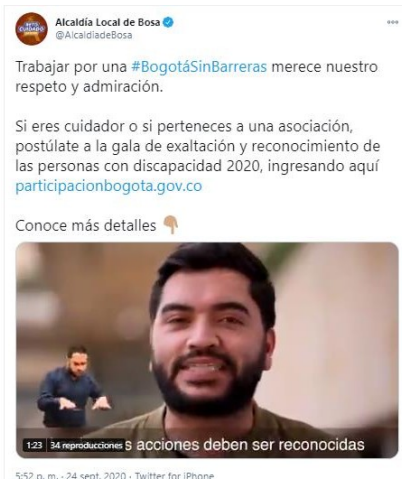 Alcaldía Local de Bosa
@AlcaldiadeBosa
Trabajar por una #BogotáSinBarreras merece nuestro
respeto y admiración.
Si eres cuidador o si perteneces a una asociación,
postúlate a la gala de exaltación y reconocimiento de
las personas con discapacidad 2020, ingresando aquí
participacionbogota.gov.co
Conoce más detalles
1:23 34 reproducciones s acciones deben ser reconocidas
5:52 p. m. · 24 sept. 2020 · Twitter for iPhone